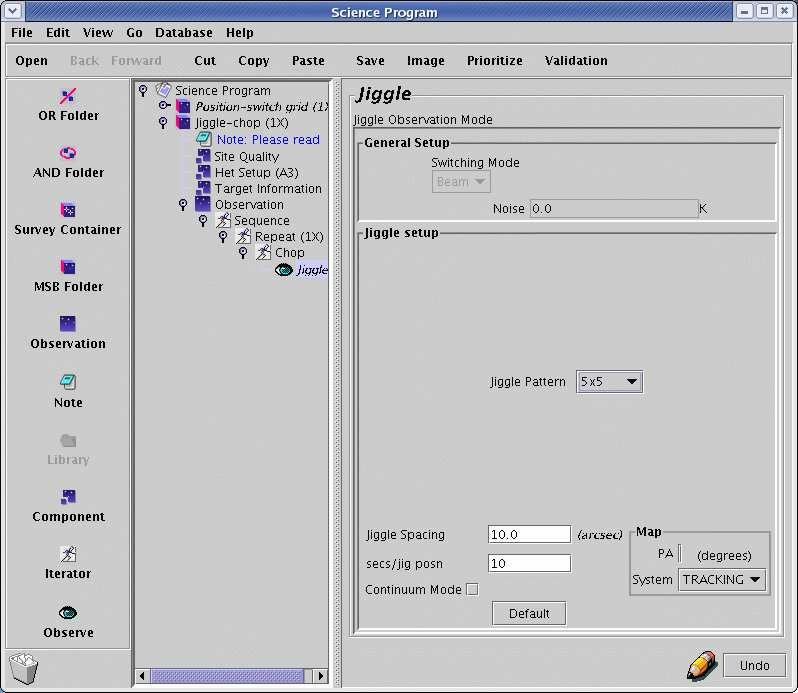 Science Program
File Edit View Go Database Help
Open Back Forward Cut Copy Paste Save Image Prioritize Validation
OR Folder
AND Folder
Survey Container
MSB Folder
Observation
Note
Library
Component
Iterator
Observe
Science Program
Position-switch grid (1X
Jiggle-chop (1X)
Note: Please read
Site Quality
Het Setup (A3)
Target Information
Observation
Sequence
Repeat (1X)
Chop
Jiggle
Jiggle
Jiggle Observation Mode
General Setup
Switching Mode
Beam
Noise 0.0 K
Jiggle setup
Jiggle Pattern 5x5
Jiggle Spacing 10.0 (arcsec)
secs/jig posn 10
Continuum Mode
Default
Map
PA (degrees)
System TRACKING
Undo